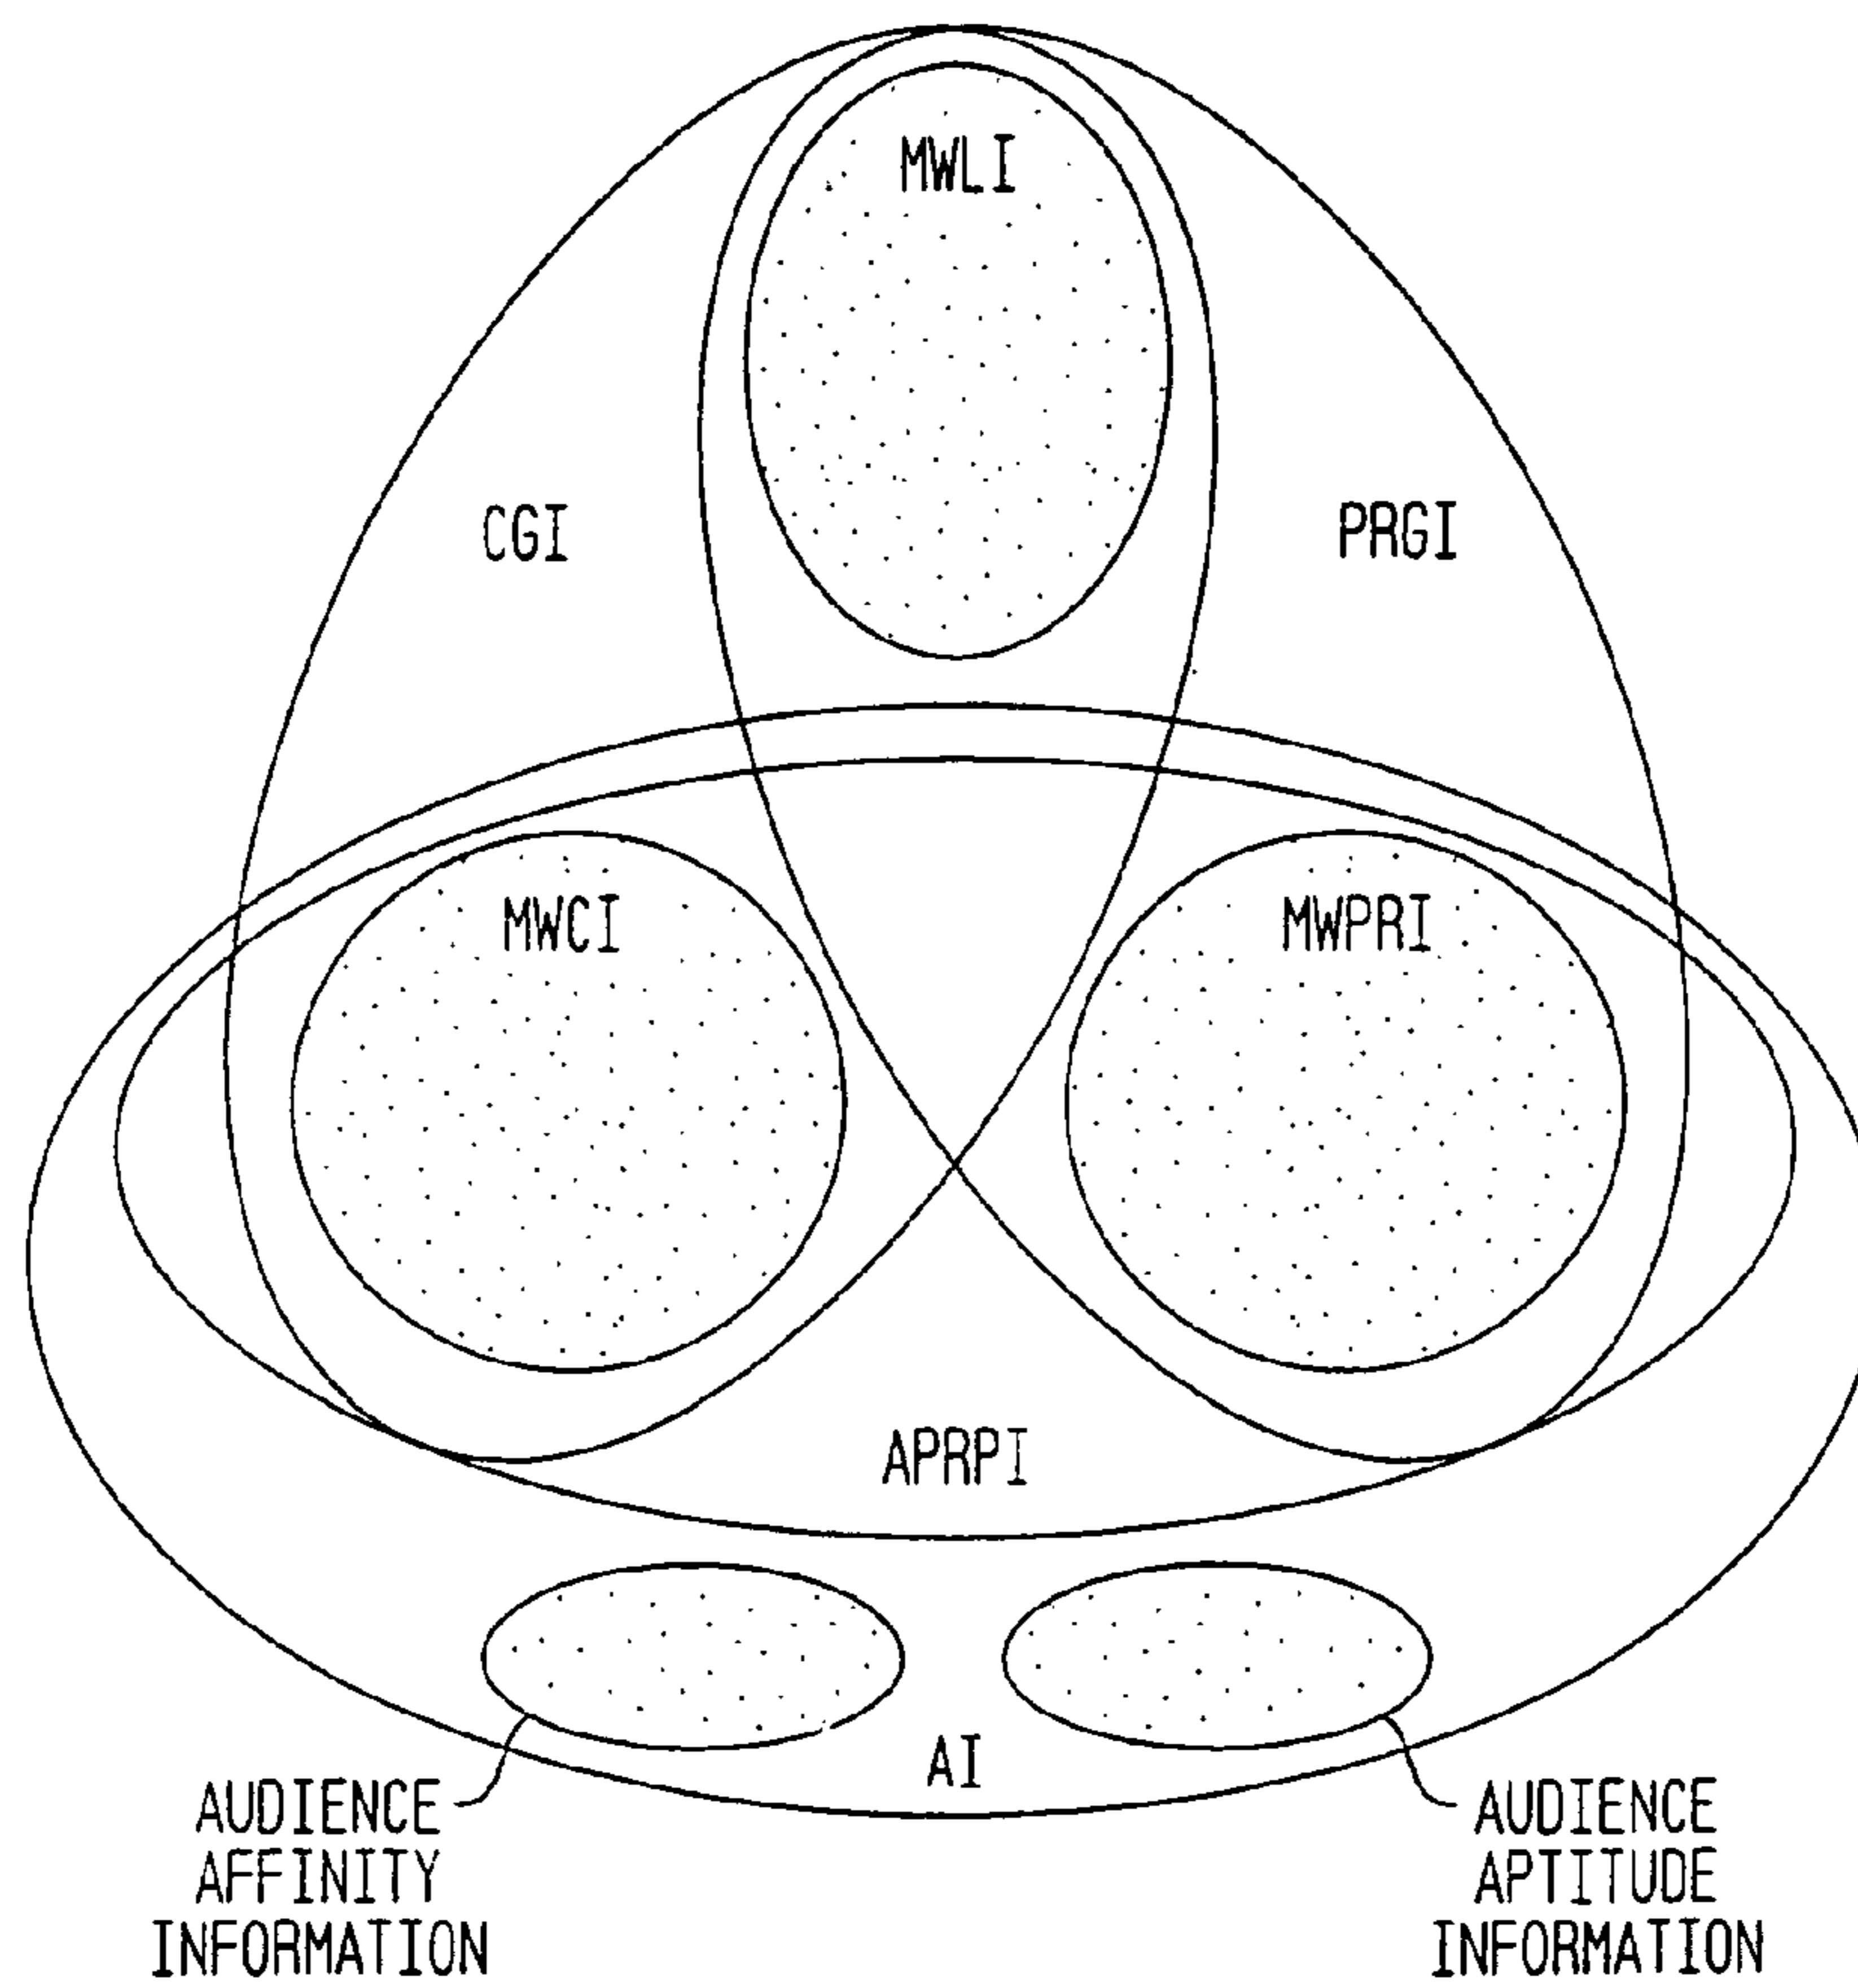 MWLI
CGI
PRGI
MWCI
MWPRI
APRPI
AI
AUDIENCE
AFFINITY
INFORMATION
AUDIENCE
APTITUDE
INFORMATION